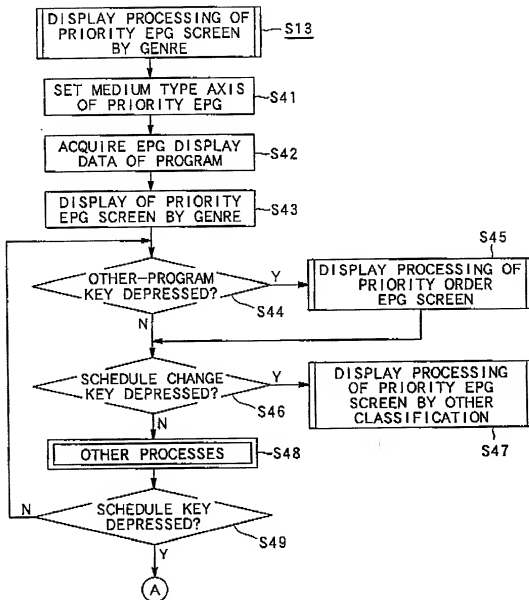 DISPLAY PROCESSING OF
PRIORITY EPG SCREEN
BY GENRE
S13
SET MEDIUM TYPE AXIS
OF PRIORITY EPG
S41
ACQUIRE EPG DISPLAY
DATA OF PROGRAM
S42
DISPLAY OF PRIORITY
EPG SCREEN BY GENRE
S43
OTHER-PROGRAM
KEY DEPRESSED?
S44
Y
N
S45
DISPLAY PROCESSING OF
PRIORITY ORDER
EPG SCREEN
SCHEDULE CHANGE
KEY DEPRESSED?
S46
Y
N
DISPLAY PROCESSING
OF PRIORITY EPG
SCREEN BY OTHER
CLASSIFICATION
S47
OTHER PROCESSES
S48
N
SCHEDULE KEY
DEPRESSED?
S49
Y
A